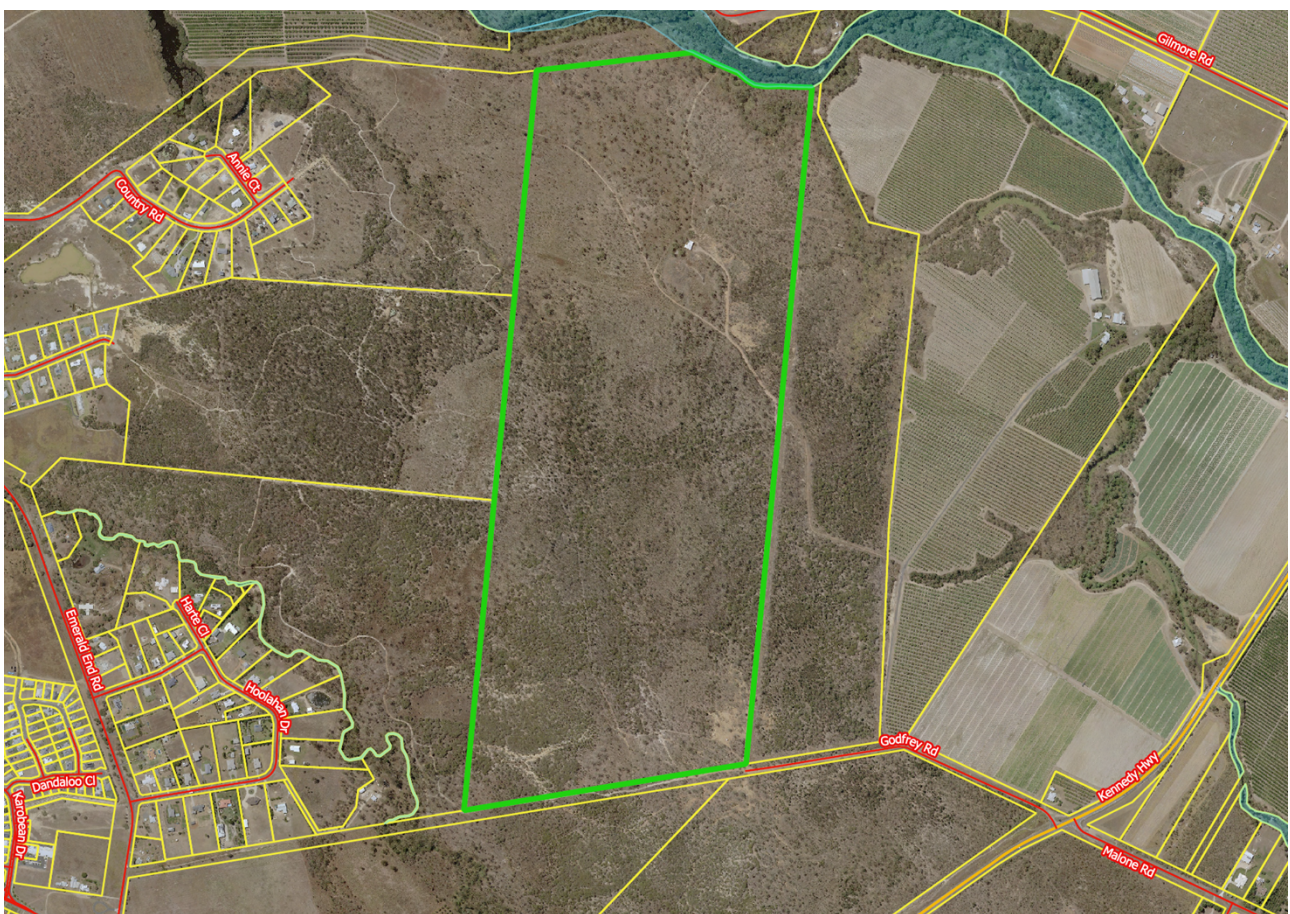 Gilmore Rd
Annie Ct
Country Rd
Emerald End Rd
Harte Cl
Hoolahan Dr
Godfrey Rd
Kennedy Hwy
Dandaloo Cl
Karobean Dr
Malone Rd